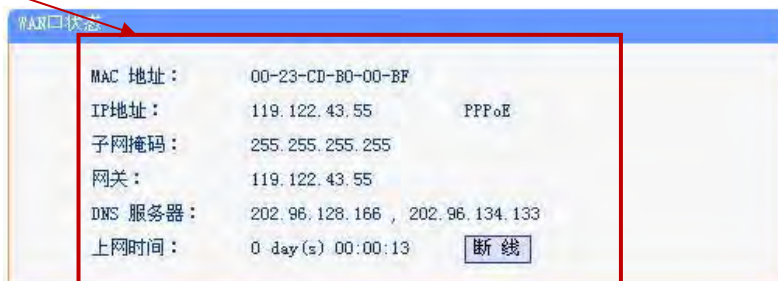 WAN口状态
MAC 地址： 00-23-CD-B0-00-BF
IP地址： 119.122.43.55 PPPoE
子网掩码： 255.255.255.255
网关： 119.122.43.55
DNS 服务器： 202.96.128.166 , 202.96.134.133
上网时间： 0 day(s) 00:00:13 断 线